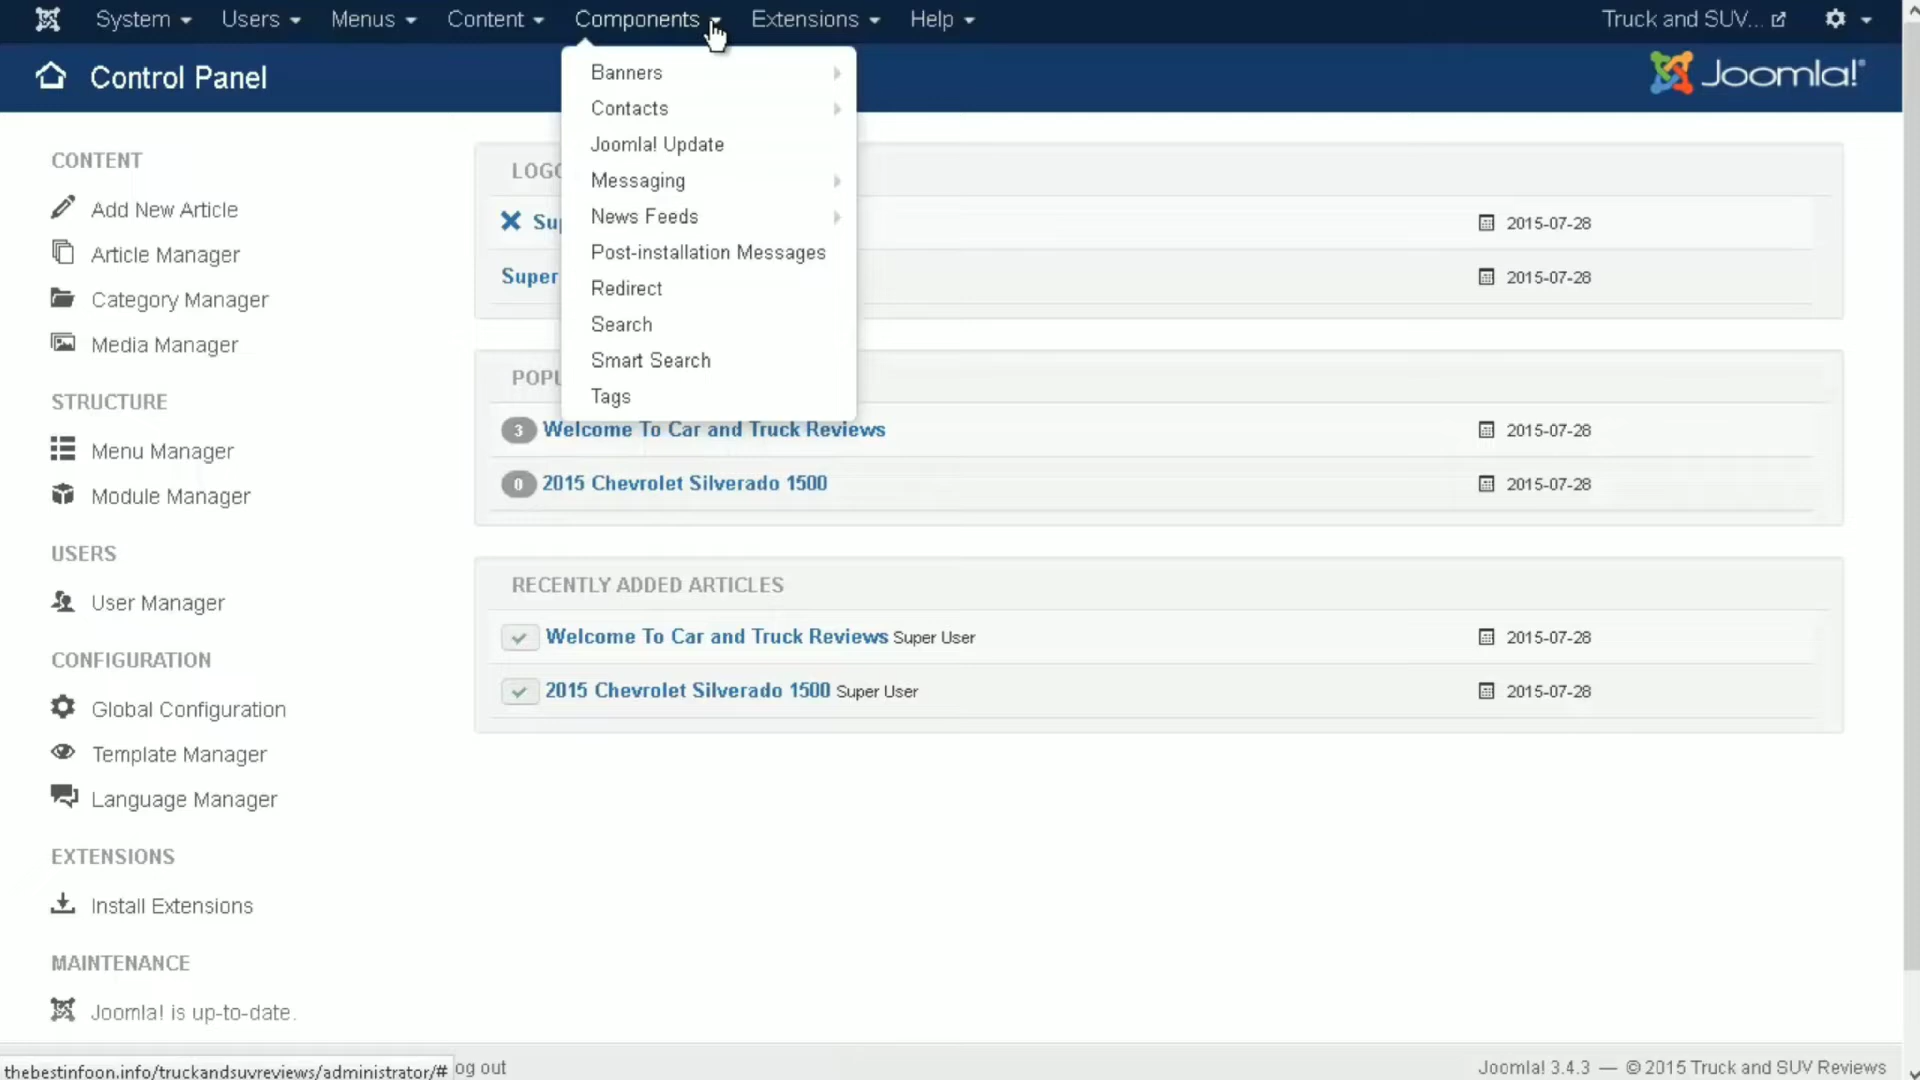 System Users Menus Content Components Extensions Help Truck and SUV...
Control Panel
Joomla!
Banners
Contacts
Joomla! Update
Messaging
News Feeds
Post-installation Messages
Redirect
Search
Smart Search
Tags
CONTENT
Add New Article
Article Manager
Category Manager
Media Manager
STRUCTURE
Menu Manager
Module Manager
USERS
User Manager
CONFIGURATION
Global Configuration
Template Manager
Language Manager
EXTENSIONS
Install Extensions
MAINTENANCE
Joomla! is up-to-date.
2015-07-28
Super
2015-07-28
3 Welcome To Car and Truck Reviews 2015-07-28
0 2015 Chevrolet Silverado 1500 2015-07-28
RECENTLY ADDED ARTICLES
Welcome To Car and Truck Reviews Super User 2015-07-28
2015 Chevrolet Silverado 1500 Super User 2015-07-28
thebestinfoon.info/truckandsuvreviews/administrator/# og out
Joomla! 3.4.3 — © 2015 Truck and SUV Reviews